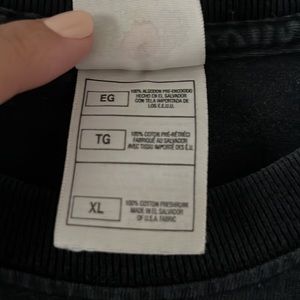 EG
100% ALGODON PRE-ENCOGIDO
HECHO EN EL SALVADOR
CON TELA IMPORTADA DE
LOS E.E.U.U.
TG
100% COTON PRÉ-RÉTRÉCI
FABRIQUÉ AU SALVADOR
AVEC TISSU IMPORTÉ DES É.U.
XL
100% COTTON PRESHRUNK
MADE IN EL SALVADOR
OF U.S.A. FABRIC